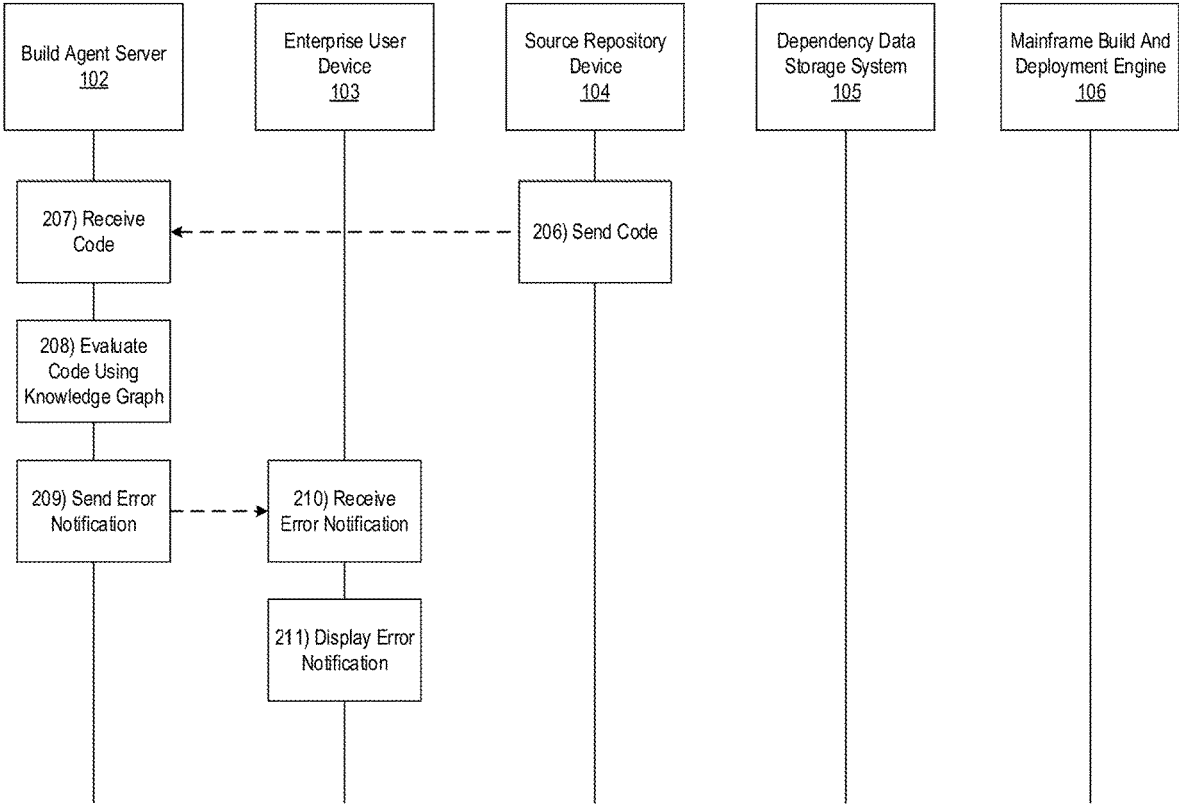 Build Agent Server
102
Enterprise User
Device
103
Source Repository
Device
104
Dependency Data
Storage System
105
Mainframe Build And
Deployment Engine
106
207) Receive
Code
206) Send Code
208) Evaluate
Code Using
Knowledge Graph
209) Send Error
Notification
210) Receive
Error Notification
211) Display Error
Notification